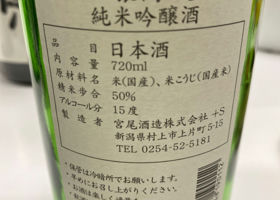 純米吟醸酒
品目 日本酒
内容量 720ml
原材料名 米(国産)、米こうじ(国産米)
精米歩合 50%
アルコール分 15度
製造者 宮尾酒造株式会社 +S
新潟県村上市上片町5-15
TEL 0254-52-5181
・保管は冷暗所でお願いします。
・早めにお召し上がりください。